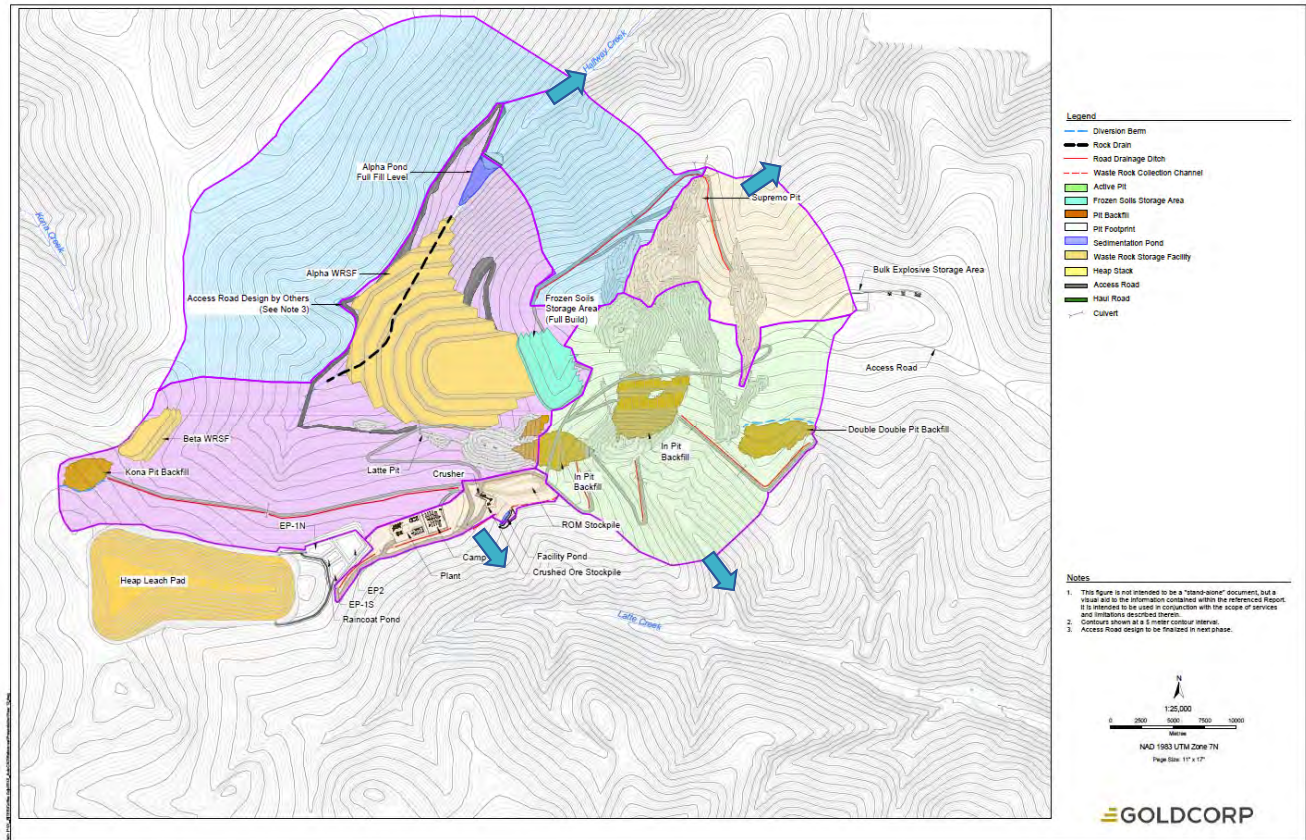 Halfway Creek
Alpha Pond
Full Fill Level
Supremo Pit
Kona Creek
Bulk Explosive Storage Area
Alpha WRSF
Access Road Design by Others
(See Note 3)
Frozen Soils
Storage Area
(Full Build)
Access Road
Beta WRSF
Double Double Pit Backfill
In Pit
Backfill
Kona Pit Backfill
Latte Pit
Crusher
In Pit
Backfill
ROM Stockpile
EP-1N
Camp
Facility Pond
Heap Leach Pad
Plant
Crushed Ore Stockpile
EP2
EP-1S
Raincoat Pond
Latte Creek
Legend
Diversion Berm
Rock Drain
Road Drainage Ditch
Waste Rock Collection Channel
Active Pit
Frozen Soils Storage Area
Pit Backfill
Pit Footprint
Sedimentation Pond
Waste Rock Storage Facility
Heap Stack
Access Road
Haul Road
Culvert
Notes
1. This figure is not intended to be a "stand-alone" document, but a
visual aid to the information contained within the referenced Report.
It is intended to be used in conjunction with the scope of services
and limitations described therein.
2. Contours shown at a 5 meter contour interval.
3. Access Road design to be finalized in next phase.
N
1:25,000
0 2500 5000 7500 10000
Metres
NAD 1983 UTM Zone 7N
Page Size: 11" x 17"
GOLDCORP